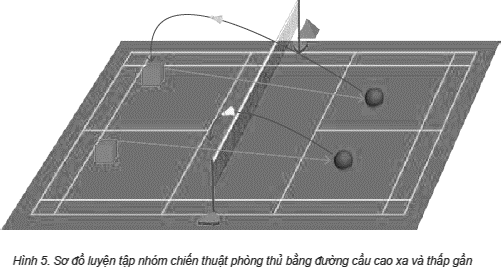 Hình 5. Sơ đồ luyện tập nhóm chiến thuật phòng thủ bằng đường cầu cao xa và thấp gần